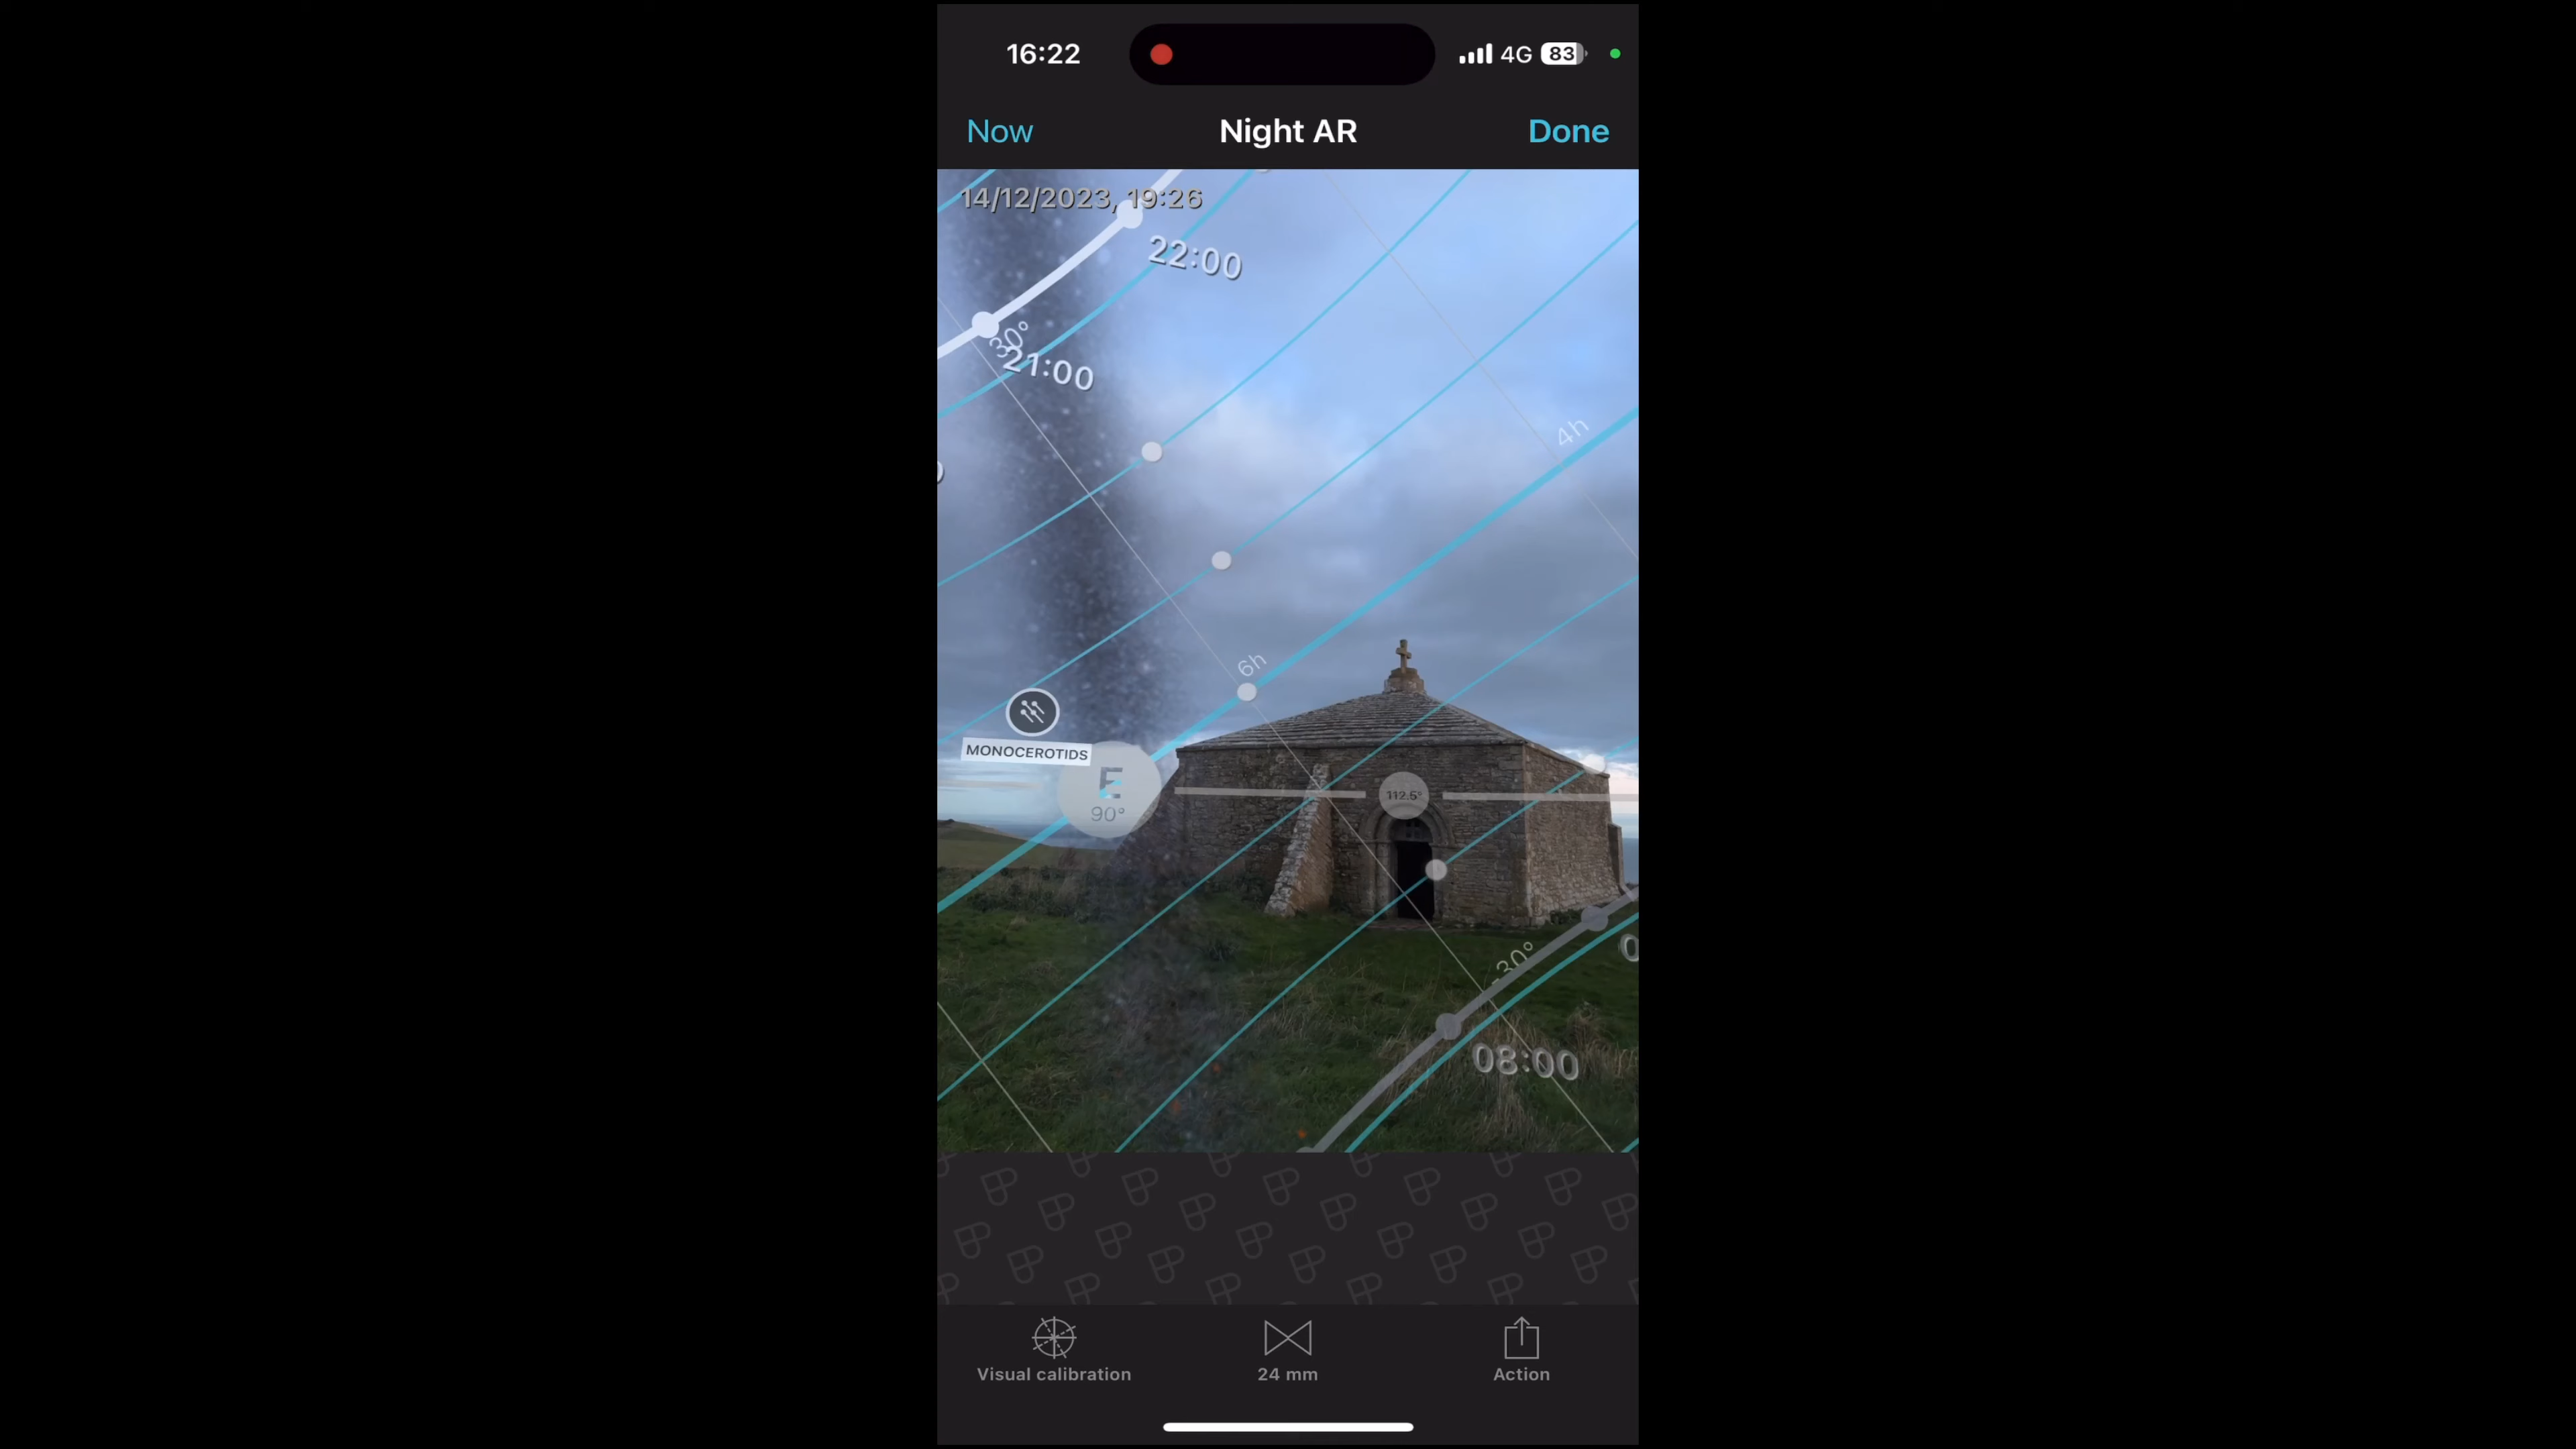 16:22
4G 83
Now Night AR Done
14/12/2023, 19:26
22:00
30°
21:00
4h
6h
MONOCEROTIDS
E
90°
112.5°
-30°
08:00
Visual calibration
24 mm
Action